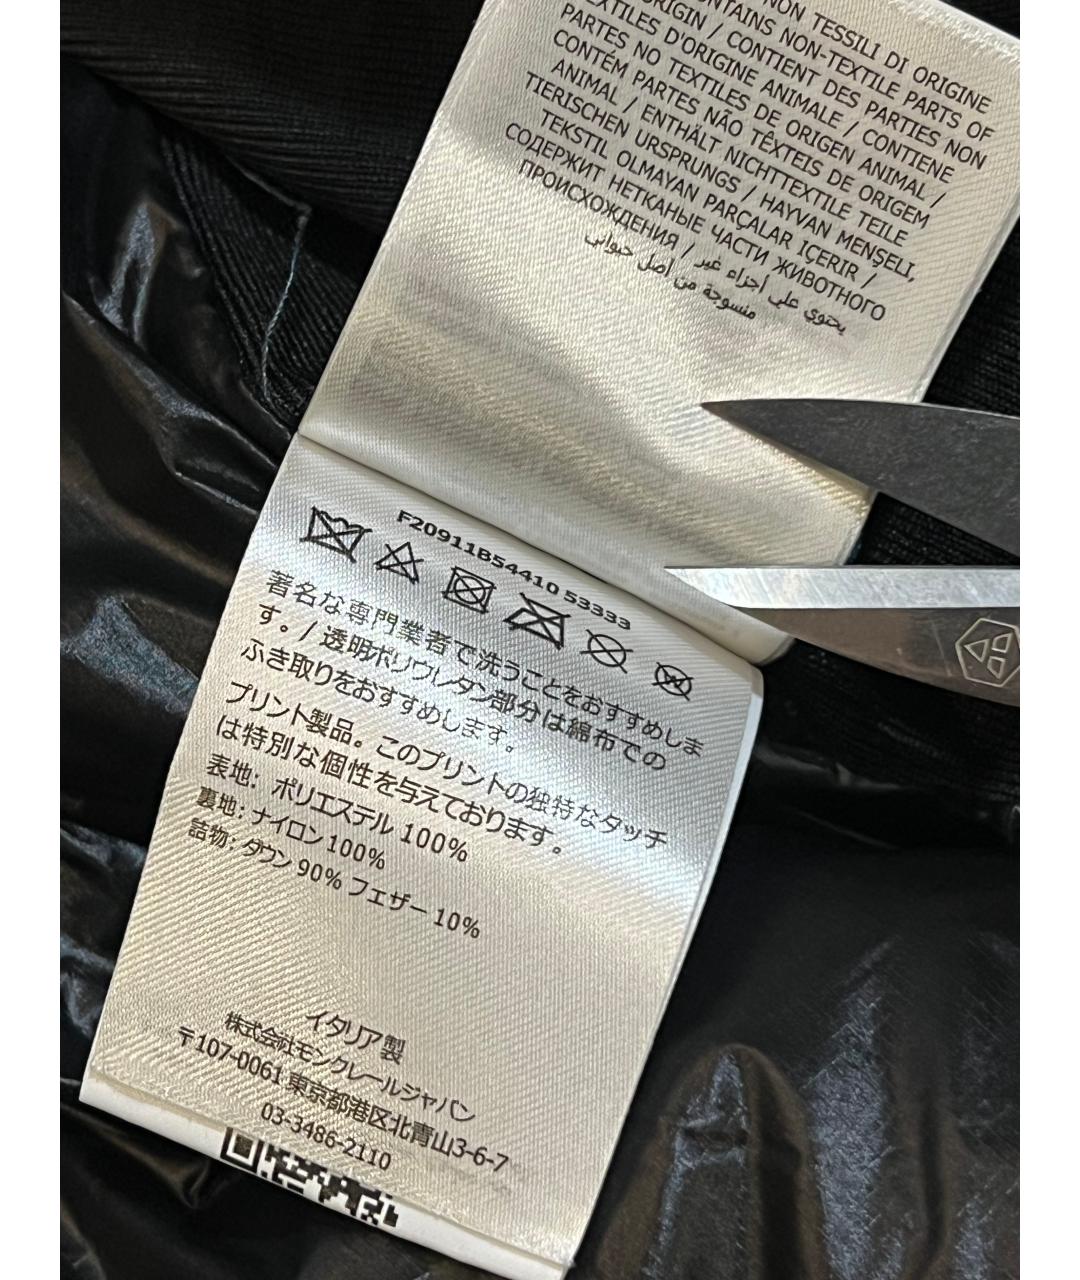 NON TESSILI DI ORIGINE
CONTAINS NON-TEXTILE PARTS OF
ORIGIN / CONTIENT DES PARTIES NON
TEXTILES D'ORIGINE ANIMALE / CONTIENE
PARTES NO TEXTILES DE ORIGEN ANIMAL /
CONTÉM PARTES NÃO TÊXTEIS DE ORIGEM
ANIMAL / ENTHÄLT NICHTTEXTILE TEILE
TIERISCHEN URSPRUNGS / HAYVAN MENŞELI,
TEKSTIL OLMAYAN PARÇALAR IÇERIR /
СОДЕРЖИТ НЕТКАНЫЕ ЧАСТИ ЖИВОТНОГО
ПРОИСХОЖДЕНИЯ / يحتوي علي أجزاء غير
منسوجة من أصل حيواني
F20911B54410 53333
著名な専門業者で洗うことをおすすめしま
す。/ 透明ポリウレタン部分は綿布での
ふき取りをおすすめします。
プリント製品。このプリントの独特なタッチ
は特別な個性を与えております。
表地: ポリエステル 100%
裏地: ナイロン 100%
詰物: ダウン 90% フェザー 10%
イタリア製
株式会社モンクレールジャパン
〒107-0061 東京都港区北青山3-6-7
03-3486-2110